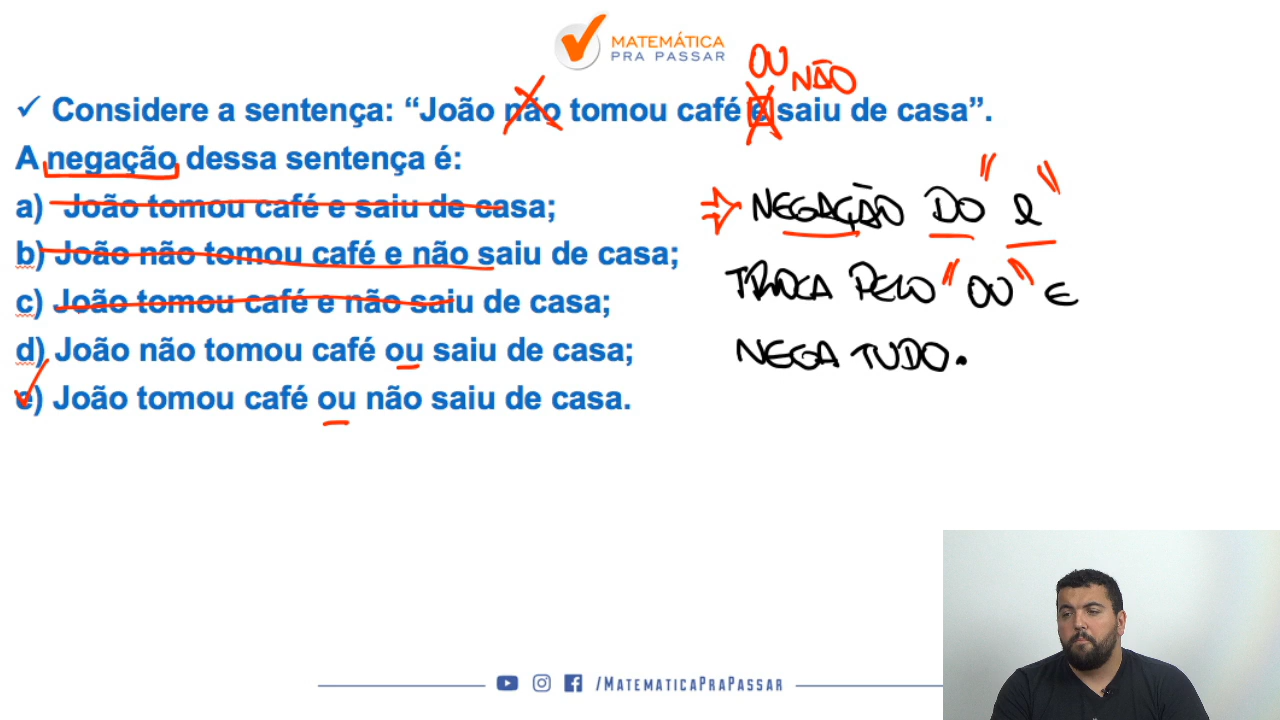 MATEMÁTICA
PRA PASSAR
OU NÃO
✓ Considere a sentença: “João não tomou café e saiu de casa”.
A negação dessa sentença é:
a) João tomou café e saiu de casa;
b) João não tomou café e não saiu de casa;
c) João tomou café e não saiu de casa;
d) João não tomou café ou saiu de casa;
e) João tomou café ou não saiu de casa.
⇒ NEGAÇÃO DO "e"
TROCA PELO "OU" E
NEGA TUDO.
/MatematicaPraPassar